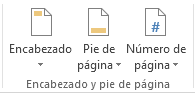 Encabezado
Pie de página
Número de página
Encabezado y pie de página